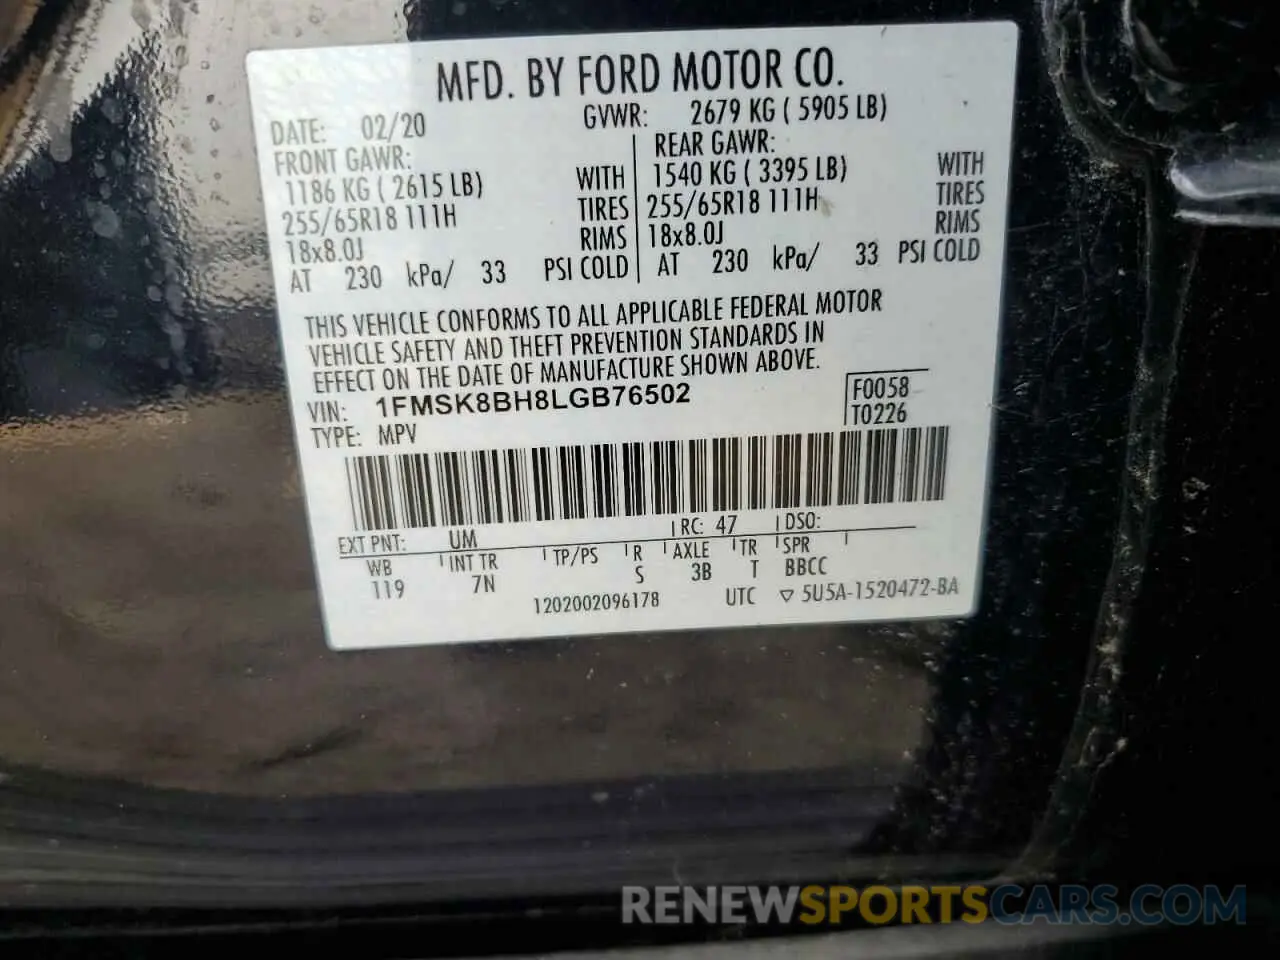 MFD. BY FORD MOTOR CO.
DATE: 02/20 GVWR: 2679 KG ( 5905 LB)
FRONT GAWR: REAR GAWR:
1186 KG ( 2615 LB) WITH 1540 KG ( 3395 LB) WITH
255/65R18 111H TIRES 255/65R18 111H TIRES
18x8.0J RIMS 18x8.0J RIMS
AT 230 kPa/ 33 PSI COLD AT 230 kPa/ 33 PSI COLD
THIS VEHICLE CONFORMS TO ALL APPLICABLE FEDERAL MOTOR
VEHICLE SAFETY AND THEFT PREVENTION STANDARDS IN
EFFECT ON THE DATE OF MANUFACTURE SHOWN ABOVE.
VIN: 1FMSK8BH8LGB76502 F0058
TYPE: MPV T0226
EXT PNT: UM RC: 47 DSO:
WB INT TR TP/PS R AXLE TR SPR
119 7N S 3B T BBCC
1202002096178 UTC ▽ 5U5A-1520472-BA
RENEWSPORTSCARS.COM